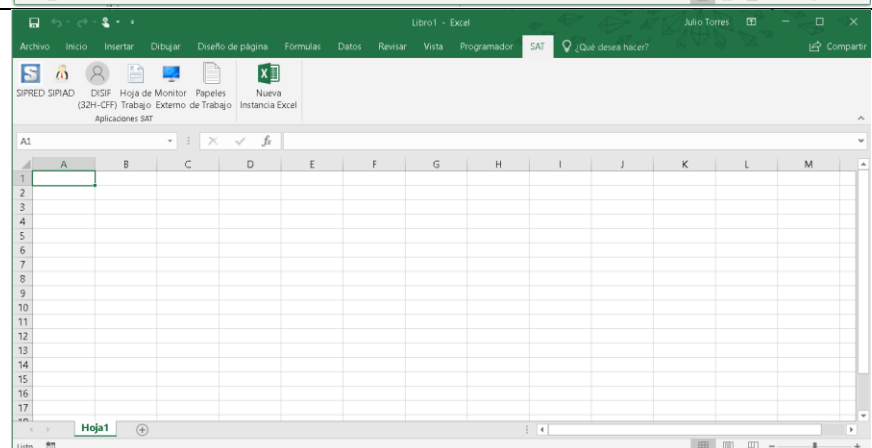 Libro1 - Excel
Julio Torres
Archivo Inicio Insertar Dibujar Diseño de página Fórmulas Datos Revisar Vista Programador SAT ¿Qué desea hacer? Compartir
SIPRED SIPIAD DISIF Hoja de Monitor Papeles Nueva
(32H-CFF) Trabajo Externo de Trabajo Instancia Excel
Aplicaciones SAT
A1 fx
A B C D E F G H I J K L M
1
2
3
4
5
6
7
8
9
10
11
12
13
14
15
16
17
Hoja1
Listo